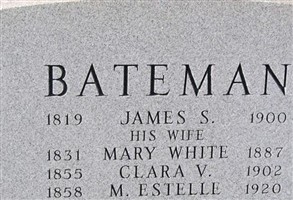 BATEMAN
1819 JAMES S. 1900
HIS WIFE
1831 MARY WHITE 1887
1855 CLARA V. 1902
1858 M. ESTELLE 1920